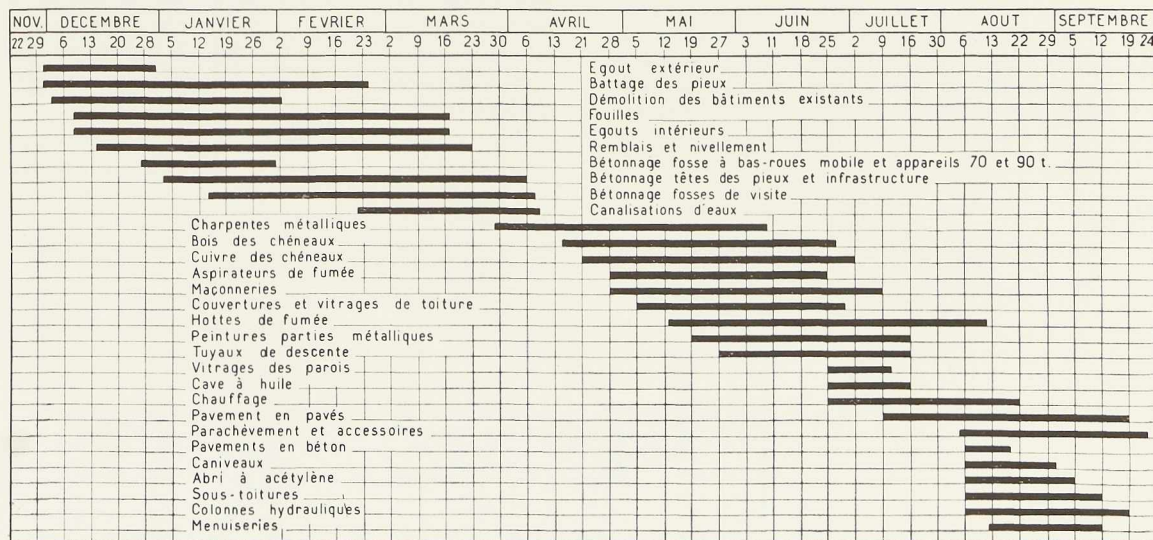 NOV. DECEMBRE JANVIER FEVRIER MARS AVRIL MAI JUIN JUILLET AOUT SEPTEMBRE
22 29 6 13 20 28 5 12 19 26 2 9 16 23 2 9 16 23 30 6 13 21 28 5 12 19 27 3 11 18 25 2 9 16 23 30 6 13 22 29 5 12 19 24
Egout extérieur
Battage des pieux
Démolition des bâtiments existants
Fouilles
Egouts intérieurs
Remblais et nivellement
Bétonnage fosse à bas-roues mobile et appareils 70 et 90 t.
Bétonnage têtes des pieux et infrastructure
Bétonnage fosses de visite
Canalisations d'eaux
Charpentes métalliques
Bois des chéneaux
Cuivre des chéneaux
Aspirateurs de fumée
Maçonneries
Couvertures et vitrages de toiture
Hottes de fumée
Peintures parties métalliques
Tuyaux de descente
Vitrages des parois
Cave à huile
Chauffage
Pavement en pavés
Parachèvement et accessoires
Pavements en béton
Caniveaux
Abri à acétylène
Sous-toitures
Colonnes hydrauliques
Menuiseries